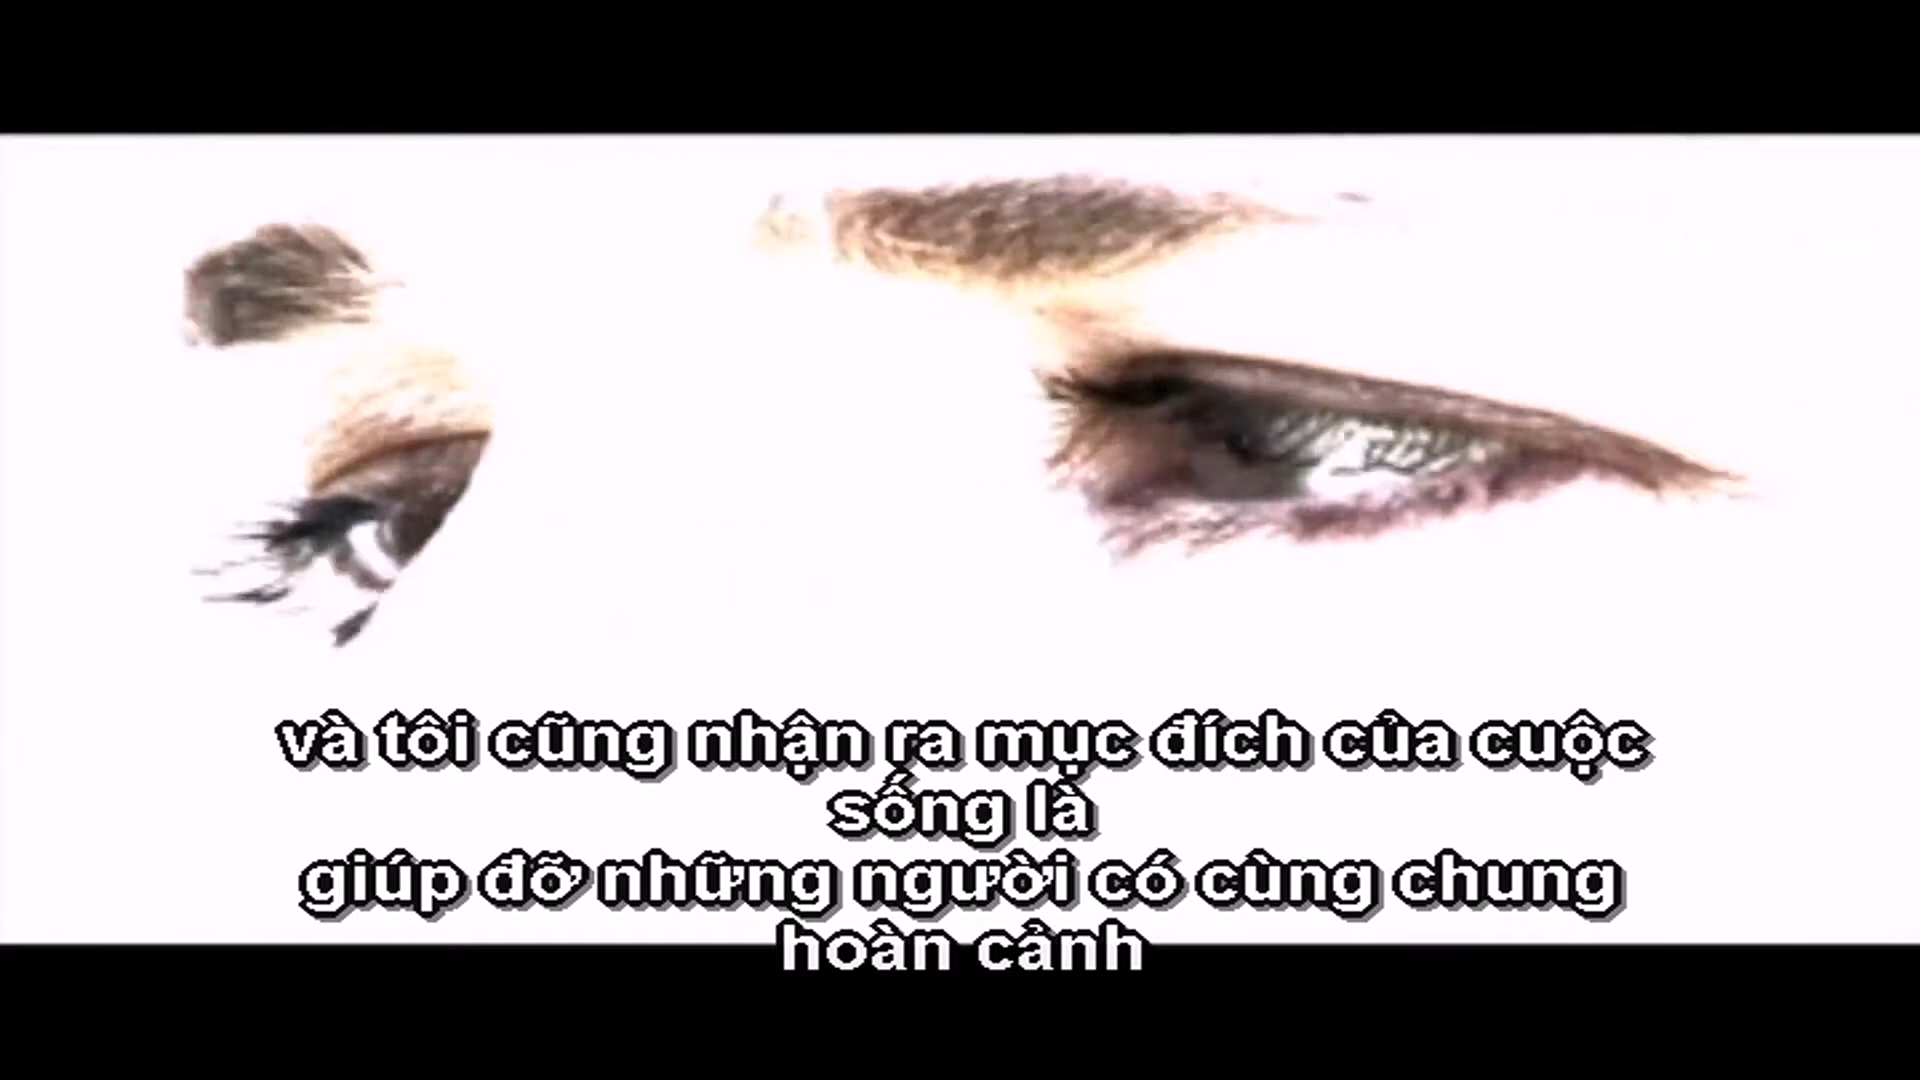 và tôi cũng nhận ra mục đích của cuộc
sống là
giúp đỡ những người có cùng chung
hoàn cảnh